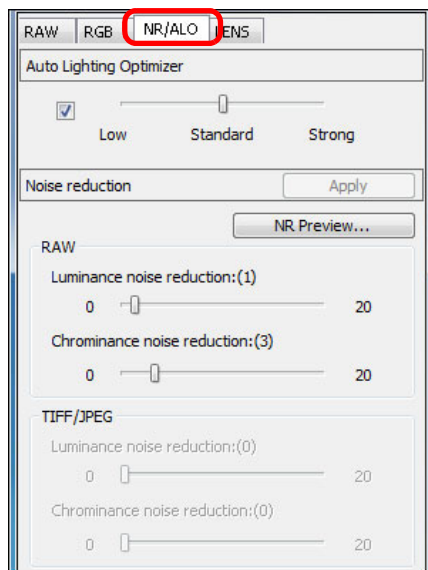 RAW RGB NR/ALO LENS
Auto Lighting Optimizer
Low Standard Strong
Noise reduction Apply
NR Preview...
RAW
Luminance noise reduction:(1)
0 20
Chrominance noise reduction:(3)
0 20
TIFF/JPEG
Luminance noise reduction:(0)
0 20
Chrominance noise reduction:(0)
0 20